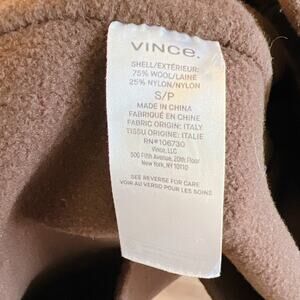 VINCE.
SHELL/EXTÉRIEUR:
75% WOOL/LAINE
25% NYLON/NYLON
S/P
MADE IN CHINA
FABRIQUÉ EN CHINE
FABRIC ORIGIN: ITALY
TISSU ORIGINE: ITALIE
RN#106730
Vince, LLC
500 Fifth Avenue, 20th Floor
New York, NY 10110
SEE REVERSE FOR CARE
VOIR AU VERSO POUR LES SOINS